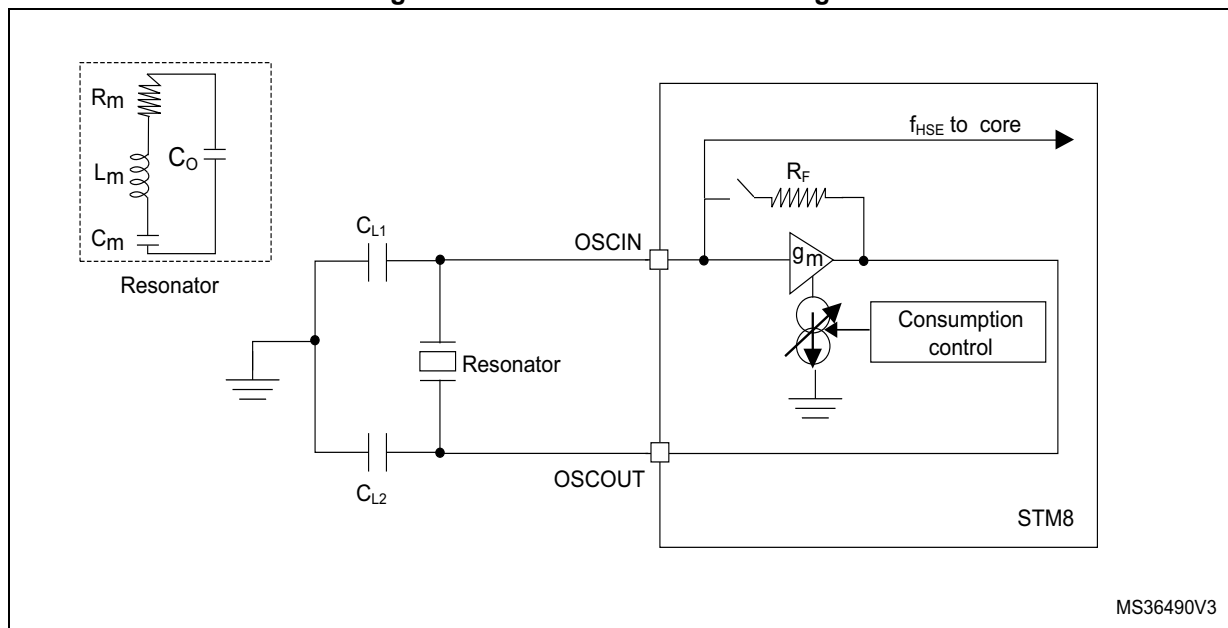 Rm
Lm
Cm
CO
Resonator
CL1
CL2
Resonator
OSCIN
OSCOUT
fHSE to core
RF
gm
Consumption
control
STM8
MS36490V3